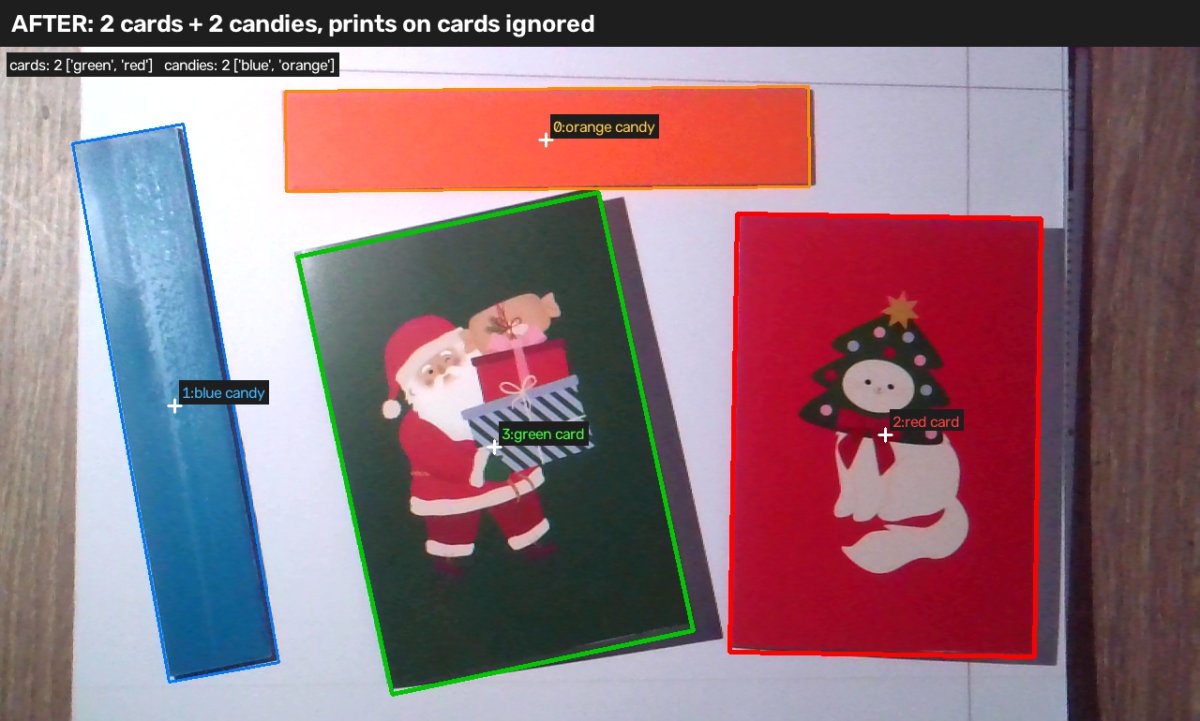 AFTER: 2 cards + 2 candies, prints on cards ignored
cards: 2 ['green', 'red']   candies: 2 ['blue', 'orange']
0:orange candy
1:blue candy
2:red card
3:green card